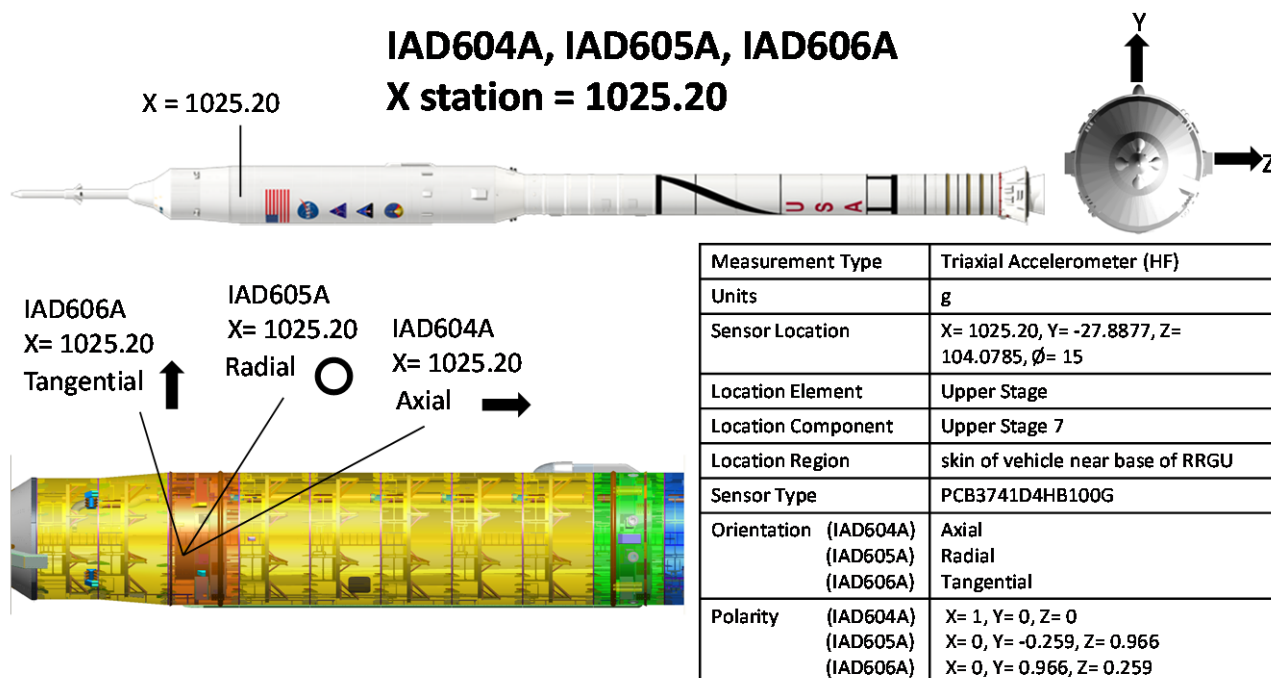 IAD604A, IAD605A, IAD606A
X station = 1025.20
X = 1025.20
Y
Z
USA
IAD606A
X= 1025.20
Tangential
IAD605A
X= 1025.20
Radial
IAD604A
X= 1025.20
Axial
Measurement Type Triaxial Accelerometer (HF)
Units g
Sensor Location X= 1025.20, Y= -27.8877, Z=
104.0785, Ø= 15
Location Element Upper Stage
Location Component Upper Stage 7
Location Region skin of vehicle near base of RRGU
Sensor Type PCB3741D4HB100G
Orientation (IAD604A) Axial
(IAD605A) Radial
(IAD606A) Tangential
Polarity (IAD604A) X= 1, Y= 0, Z= 0
(IAD605A) X= 0, Y= -0.259, Z= 0.966
(IAD606A) X= 0, Y= 0.966, Z= 0.259